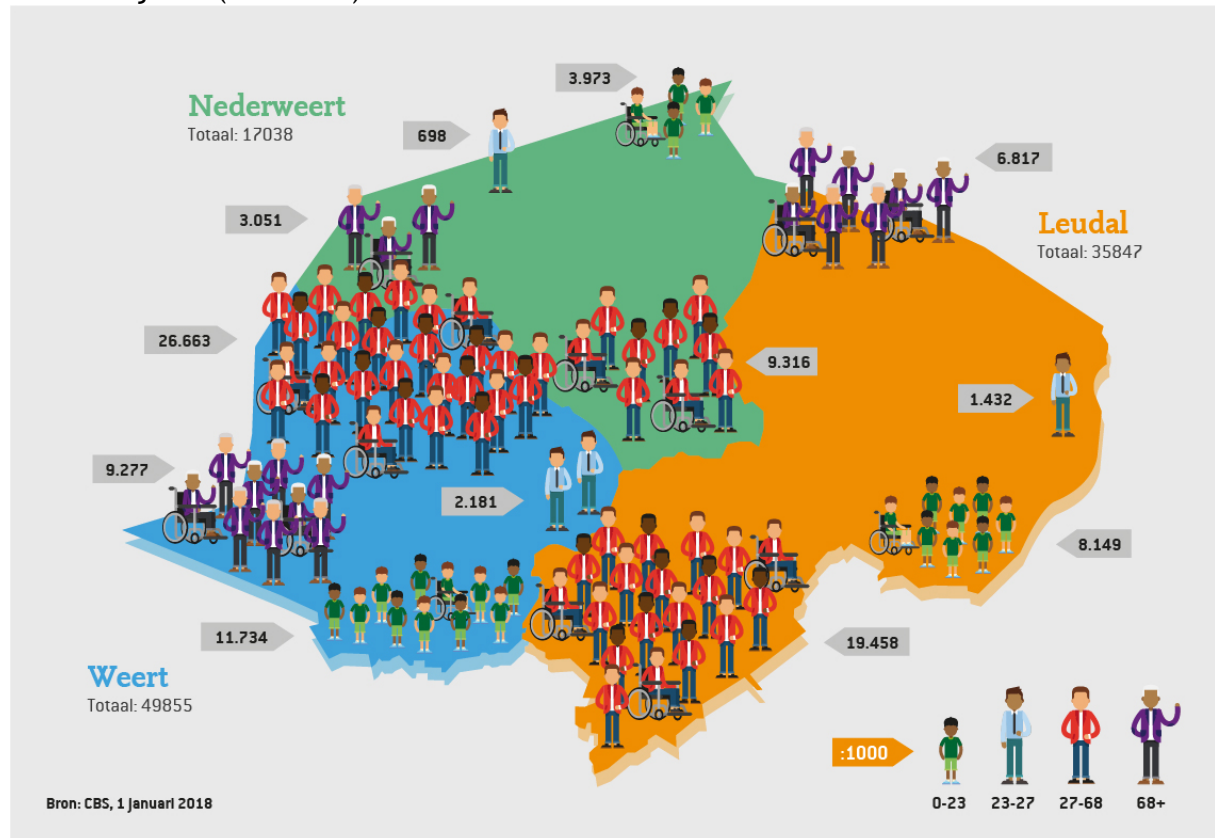 3.973
Nederweert
Totaal: 17038
698
6.817
3.051
Leudal
Totaal: 35847
26.663
9.316
1.432
9.277
2.181
8.149
11.734
19.458
Weert
Totaal: 49855
:1000
Bron: CBS, 1 januari 2018
0-23 23-27 27-68 68+